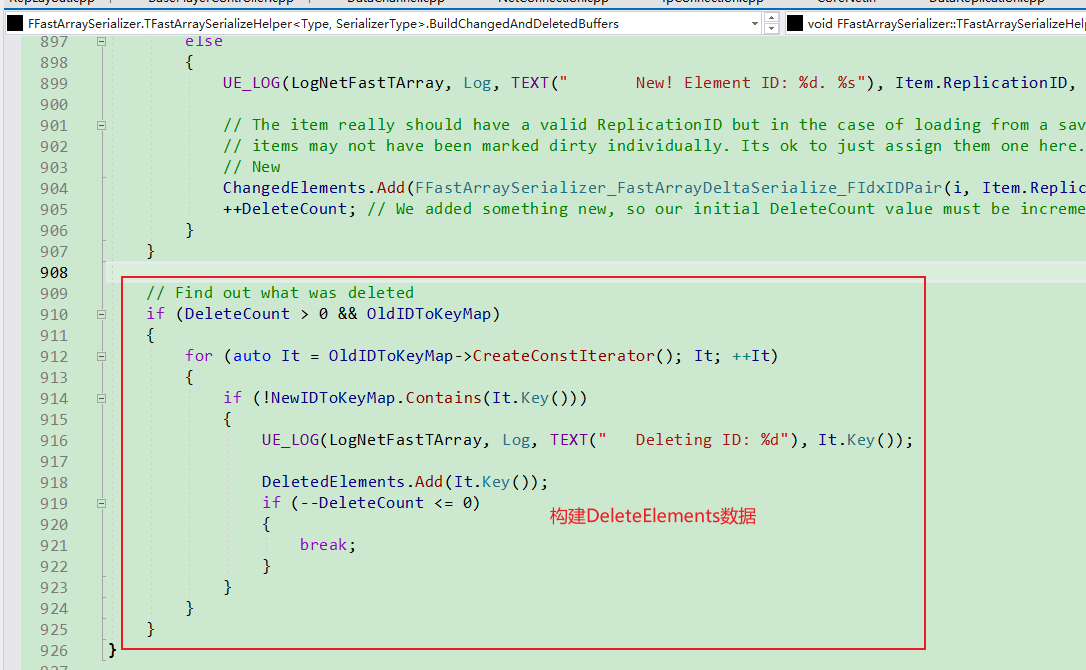 FFastArraySerializer.TFastArraySerializeHelper<Type, SerializerType>.BuildChangedAndDeletedBuffers
void FFastArraySerializer::TFastArraySerializeHelp
897 else
898 {
899 UE_LOG(LogNetFastTArray, Log, TEXT("       New! Element ID: %d. %s"), Item.ReplicationID,
900
901 // The item really should have a valid ReplicationID but in the case of loading from a sav
902 // items may not have been marked dirty individually. Its ok to just assign them one here.
903 // New
904 ChangedElements.Add(FFastArraySerializer_FastArrayDeltaSerialize_FIdxIDPair(i, Item.Replic
905 ++DeleteCount; // We added something new, so our initial DeleteCount value must be increme
906 }
907 }
908
909 // Find out what was deleted
910 if (DeleteCount > 0 && OldIDToKeyMap)
911 {
912 for (auto It = OldIDToKeyMap->CreateConstIterator(); It; ++It)
913 {
914 if (!NewIDToKeyMap.Contains(It.Key()))
915 {
916 UE_LOG(LogNetFastTArray, Log, TEXT("   Deleting ID: %d"), It.Key());
917
918 DeletedElements.Add(It.Key());
919 if (--DeleteCount <= 0)
构建DeleteElements数据
920 {
921 break;
922 }
923 }
924 }
925 }
926 }